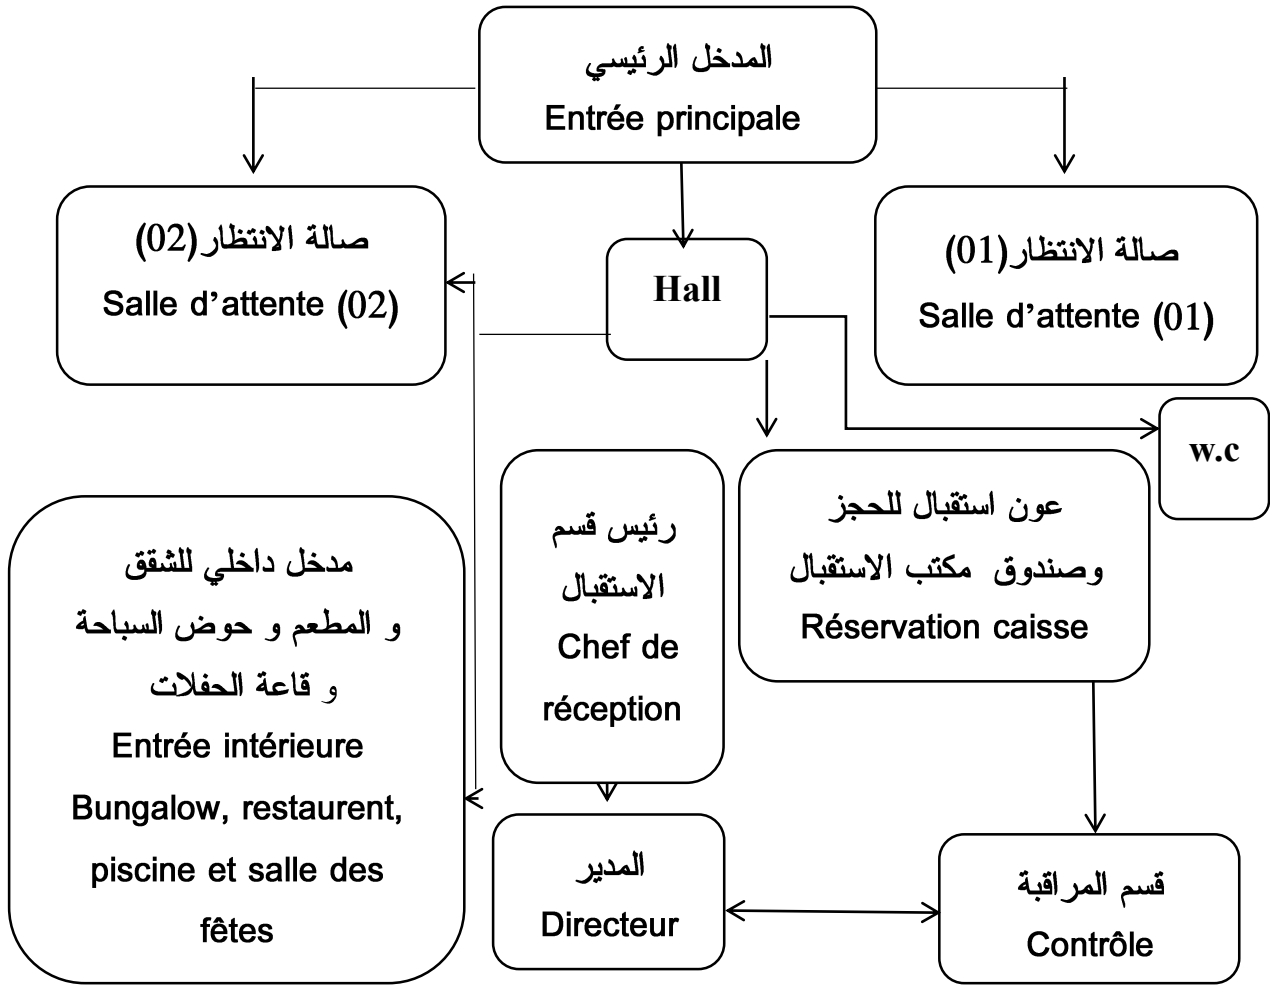 المدخل الرئيسي
Entrée principale
صالة الانتظار(02)
Salle d’attente (02)
Hall
صالة الانتظار(01)
Salle d’attente (01)
w.c
مدخل داخلي للشقق
و المطعم و حوض السباحة
و قاعة الحفلات
Entrée intérieure
Bungalow, restaurent,
piscine et salle des
fêtes
رئيس قسم
الاستقبال
Chef de
réception
عون استقبال للحجز
وصندوق مكتب الاستقبال
Réservation caisse
المدير
Directeur
قسم المراقبة
Contrôle